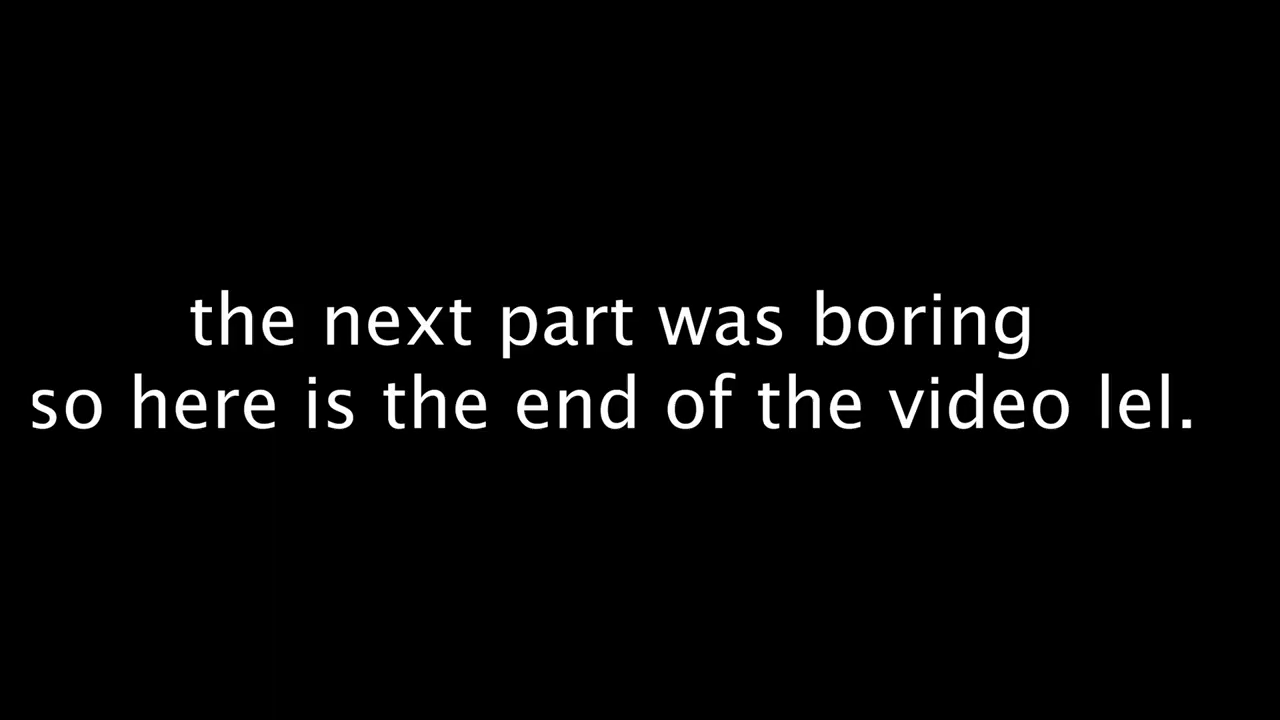 the next part was boring
so here is the end of the video lel.